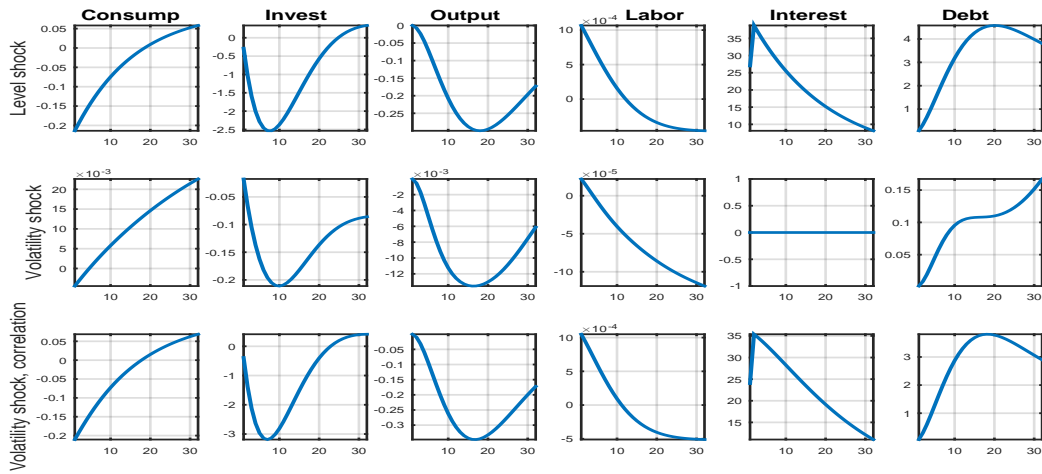 Consump Invest Output Labor Interest Debt
Level shock
0.05 0 -0.05 -0.1 -0.15 -0.2
10 20 30
0 -0.5 -1 -1.5 -2 -2.5
10 20 30
0 -0.05 -0.1 -0.15 -0.2 -0.25
10 20 30
×10⁻⁴
10 5 0
10 20 30
35 30 25 20 15 10
10 20 30
4 3 2 1
10 20 30
Volatility shock
×10⁻³
20 15 10 5 0
10 20 30
-0.05 -0.1 -0.15 -0.2
10 20 30
×10⁻³
0 -2 -4 -6 -8 -10 -12
10 20 30
×10⁻⁵
0 -5 -10
10 20 30
1 0.5 0 -0.5 -1
10 20 30
0.15 0.1 0.05
10 20 30
Volatility shock, correlation
0.05 0 -0.05 -0.1 -0.15 -0.2
10 20 30
0 -1 -2 -3
10 20 30
-0.05 -0.1 -0.15 -0.2 -0.25 -0.3
10 20 30
×10⁻⁴
10 5 0 -5
10 20 30
35 30 25 20 15
10 20 30
3 2 1
10 20 30